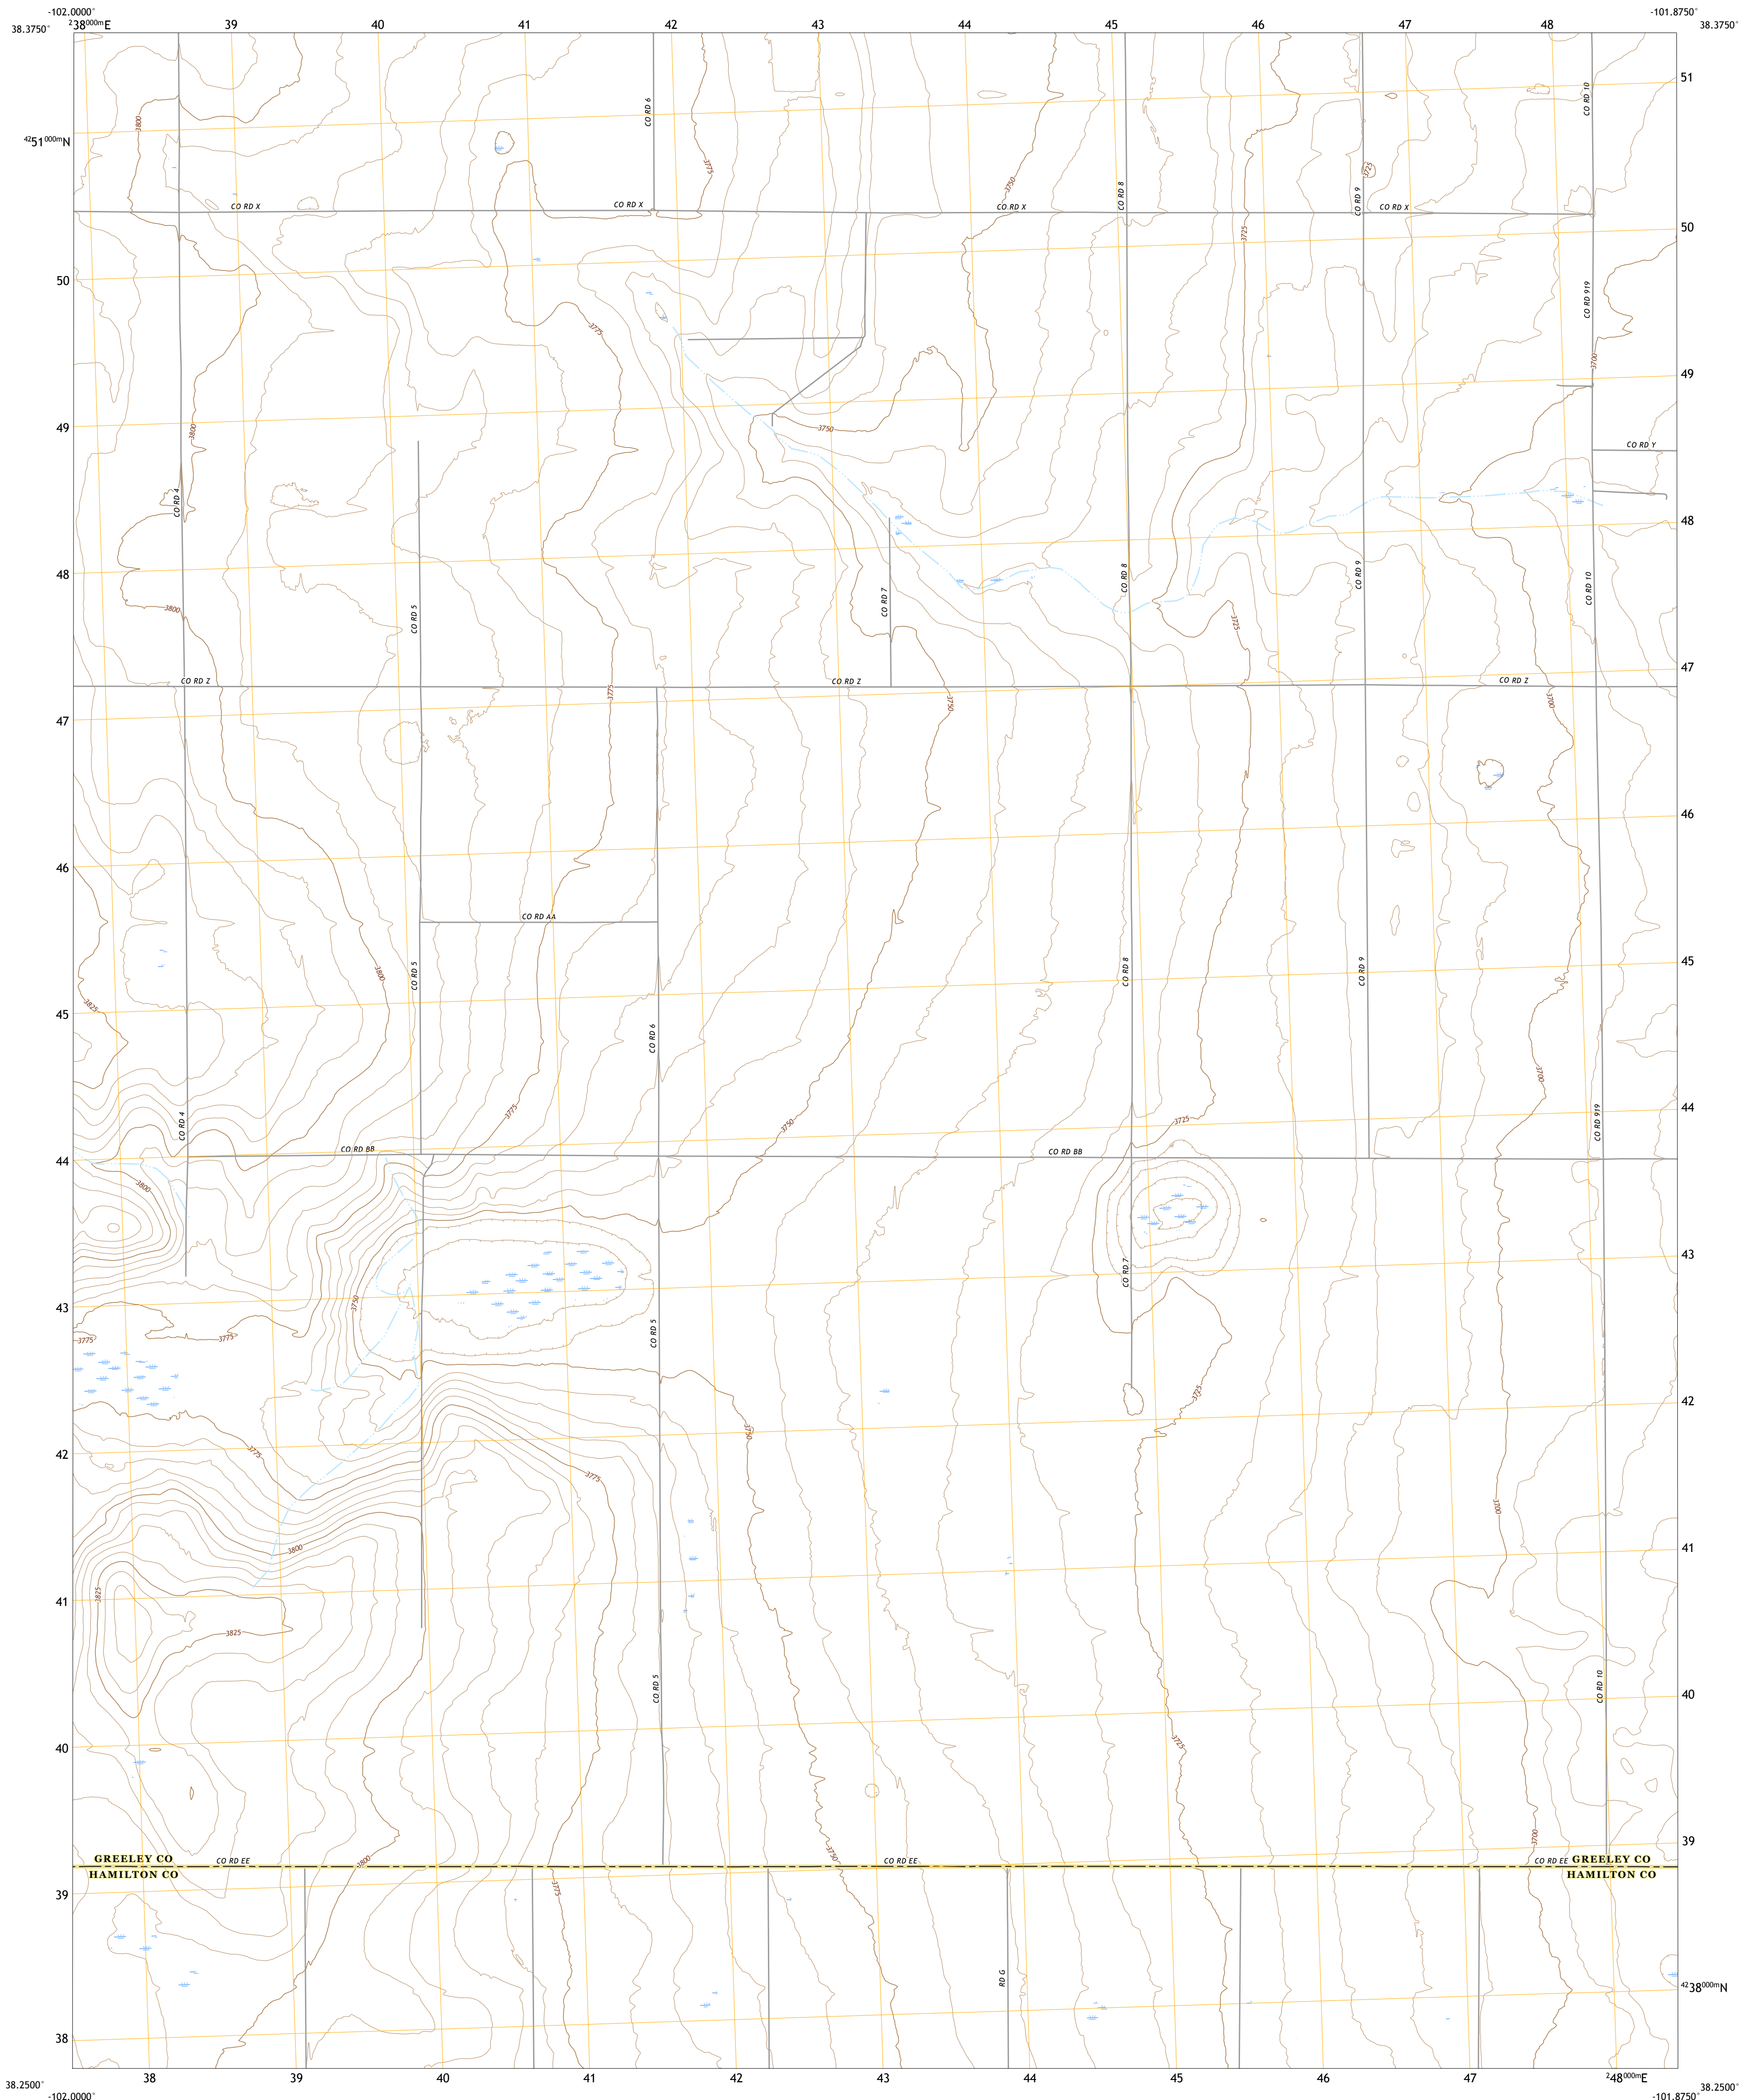 -102.0000°
-101.8750°
38.3750°
²38⁰⁰⁰ᵐE
39
40
41
42
43
44
45
46
47
48
38.3750°
51
CO RD 6
CO RD 10
3800
⁴²51⁰⁰⁰ᵐN
3775
3725
3750
CO RD 8
CO RD 9
CO RD X
CO RD X
CO RD X
CO RD X
50
3725
50
CO RD 919
3775
3700
49
49
3800
3750
CO RD Y
CO RD 4
48
48
CO RD 8
CO RD 9
CO RD 10
CO RD 7
3800
CO RD 5
3725
47
CO RD Z
CO RD Z
CO RD Z
3775
3750
3700
47
46
46
CO RD AA
3800
CO RD 5
CO RD 8
CO RD 9
45
3825
45
CO RD 6
3700
44
3775
CO RD 4
3750
3725
CO RD 919
CO RD BB
CO RD BB
44
3800
43
CO RD 7
3750
43
CO RD 5
3775
3775
3725
42
3750
42
3775
3775
3700
41
3800
3825
41
3825
CO RD 5
CO RD 10
40
3725
40
3700
39
GREELEY CO
CO RD EE
3800
3750
CO RD EE
CO RD EE
GREELEY CO
HAMILTON CO
HAMILTON CO
3775
39
RD G
⁴²38⁰⁰⁰ᵐN
38
38
39
40
41
42
43
44
45
46
47
²48⁰⁰⁰ᵐE
38.2500°
38.2500°
-102.0000°
-101.8750°